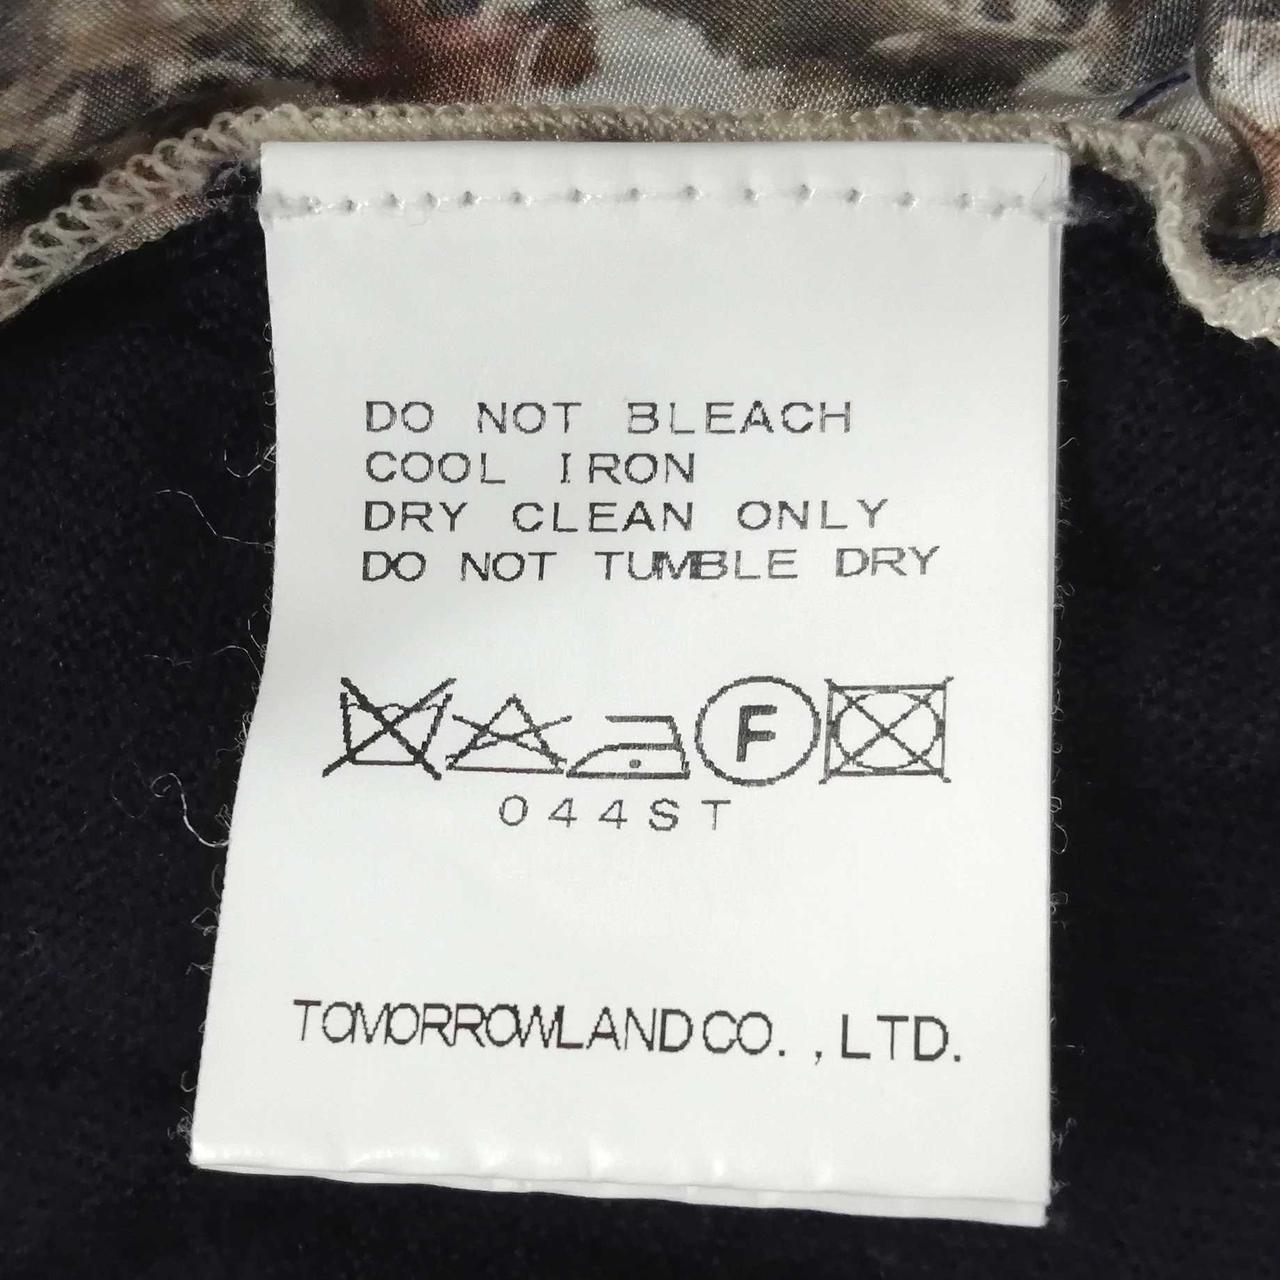 DO NOT BLEACH
COOL IRON
DRY CLEAN ONLY
DO NOT TUMBLE DRY
F
044ST
TOMORROWLAND CO.,LTD.